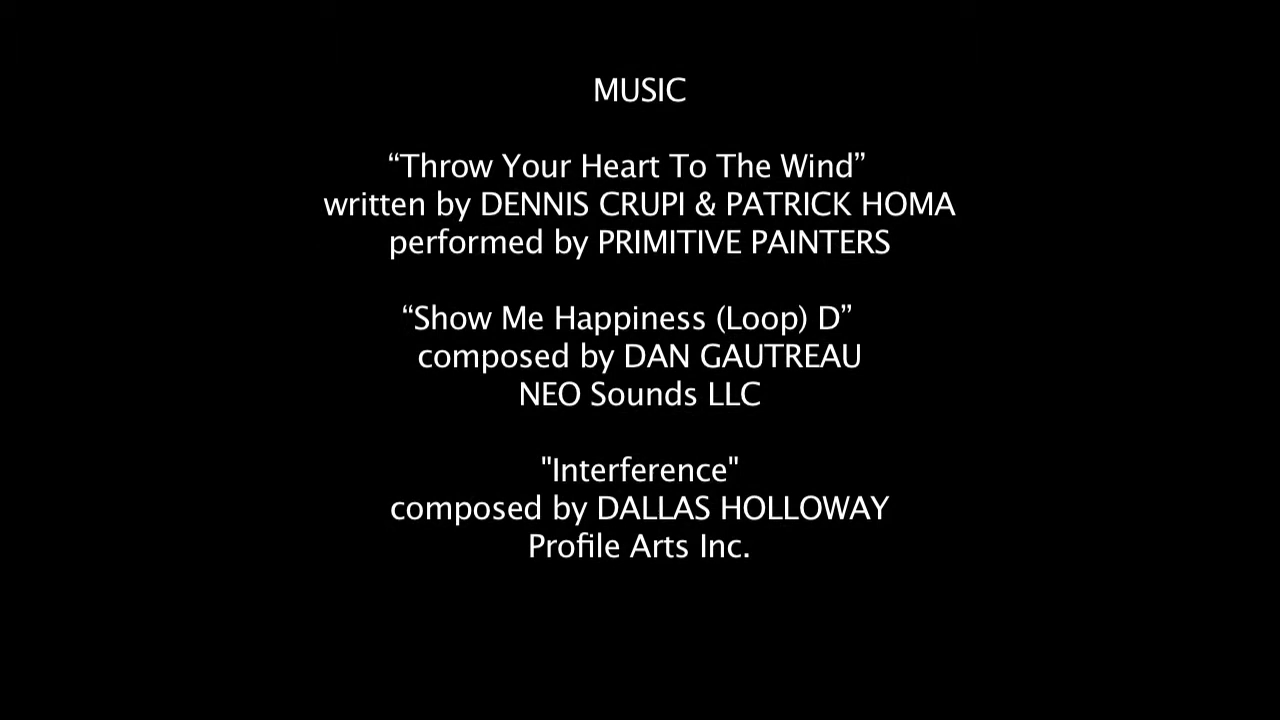 MUSIC
“Throw Your Heart To The Wind”
written by DENNIS CRUPI & PATRICK HOMA
performed by PRIMITIVE PAINTERS
“Show Me Happiness (Loop) D”
composed by DAN GAUTREAU
NEO Sounds LLC
"Interference"
composed by DALLAS HOLLOWAY
Profile Arts Inc.